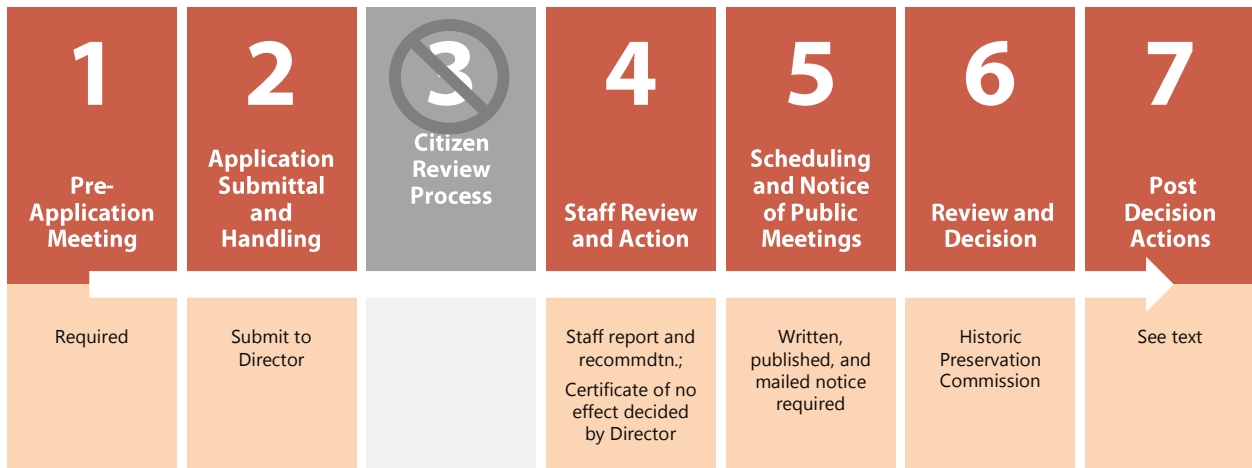 1
Pre-
Application
Meeting
Required
2
Application
Submittal
and
Handling
Submit to
Director
3
Citizen
Review
Process
4
Staff Review
and Action
Staff report and
recommdtn.;
Certificate of no
effect decided
by Director
5
Scheduling
and Notice
of Public
Meetings
Written,
published, and
mailed notice
required
6
Review and
Decision
Historic
Preservation
Commission
7
Post
Decision
Actions
See text